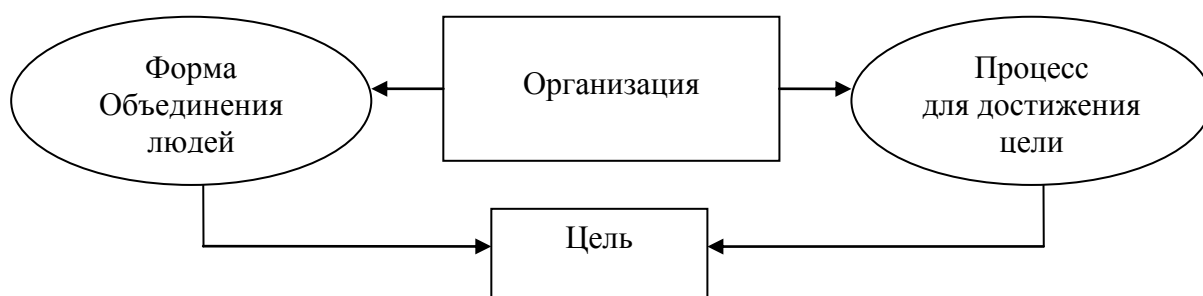 Форма
Объединения
людей
Организация
Процесс
для достижения
цели
Цель